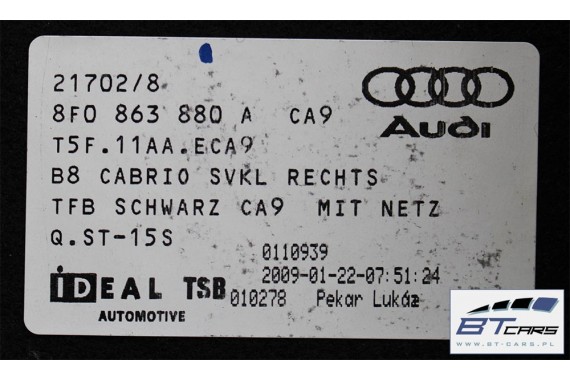 21702/8
8F0 863 880 A CA9
Audi
T5F.11AA.ECA9
B8 CABRIO SVKL RECHTS
TFB SCHWARZ CA9 MIT NETZ
Q.ST-15S
0110939
2009-01-22-07:51:24
IDEAL TSB 010278 Pekar Lukáš
AUTOMOTIVE
BT CARS
WWW - BT-CARS.PL